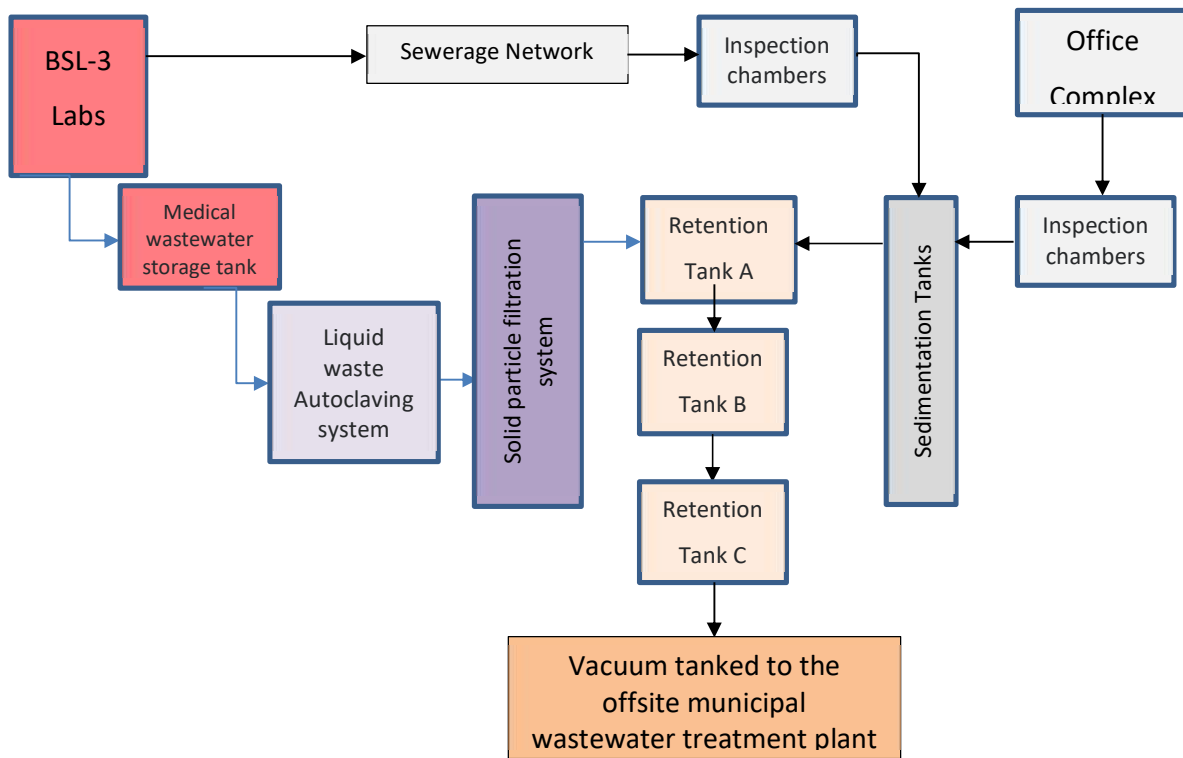 BSL-3
Labs
Sewerage Network
Inspection
chambers
Office
Complex
Medical
wastewater
storage tank
Liquid
waste
Autoclaving
system
Solid particle filtration
system
Retention
Tank A
Retention
Tank B
Retention
Tank C
Sedimentation Tanks
Inspection
chambers
Vacuum tanked to the
offsite municipal
wastewater treatment plant